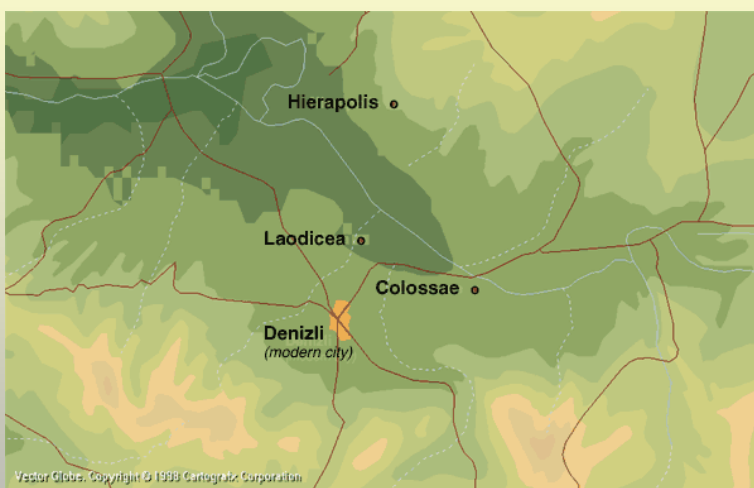 Hierapolis
Laodicea
Colossae
Denizli
(modern city)
Vector Globe. Copyright © 1998 Cartografx Corporation